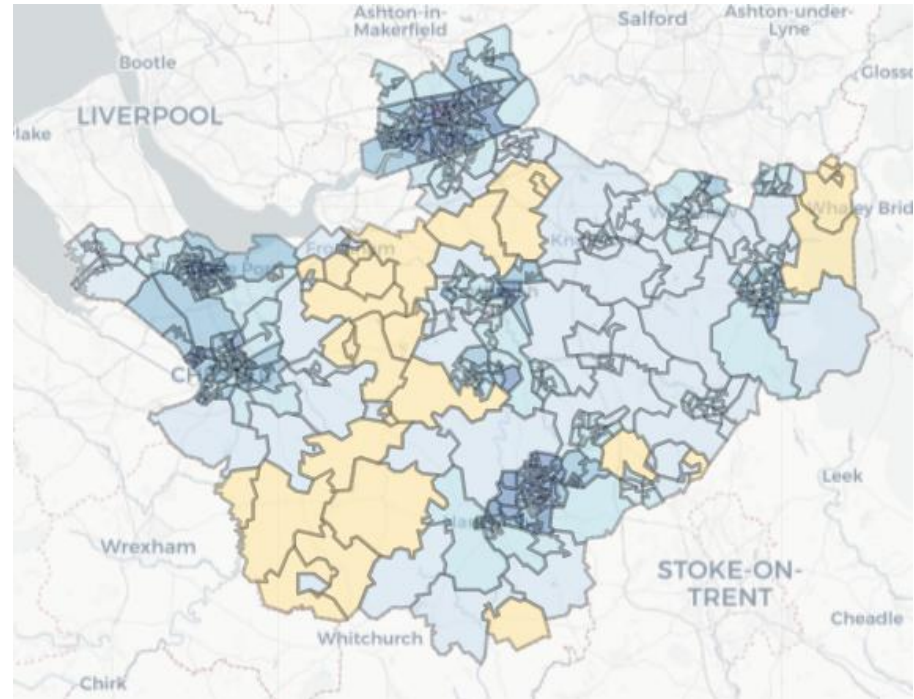 Ashton-in-
Makerfield
Salford
Ashton-under-
Lyne
Bootle
Glosso
LIVERPOOL
lake
Whaley Brid
Leek
Wrexham
STOKE-ON-
TRENT
Cheadle
Whitchurch
Chirk